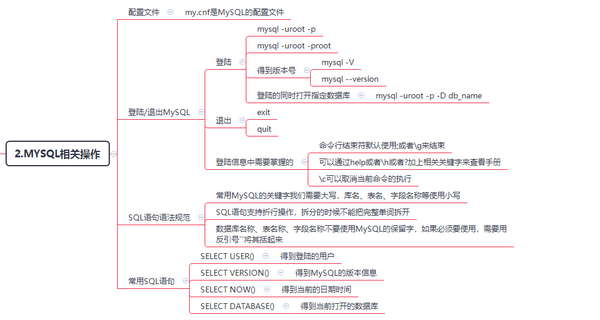 2.MYSQL相关操作
配置文件
my.cnf是MySQL的配置文件
登陆/退出MySQL
登陆
mysql -uroot -p
mysql -uroot -proot
得到版本号
mysql -V
mysql --version
登陆的同时打开指定数据库
mysql -uroot -p -D db_name
退出
exit
quit
登陆信息中需要掌握的
命令行结束符默认使用;或者\g来结束
可以通过help或者\h或者?加上相关关键字来查看手册
\c可以取消当前命令的执行
SQL语句语法规范
常用MySQL的关键字我们需要大写，库名、表名、字段名称等使用小写
SQL语句支持折行操作，拆分的时候不能把完整单词拆开
数据库名称、表名称、字段名称不要使用MySQL的保留字，如果必须要使用，需要用
反引号``将其括起来
常用SQL语句
SELECT USER()
得到登陆的用户
SELECT VERSION()
得到MySQL的版本信息
SELECT NOW()
得到当前的日期时间
SELECT DATABASE()
得到当前打开的数据库